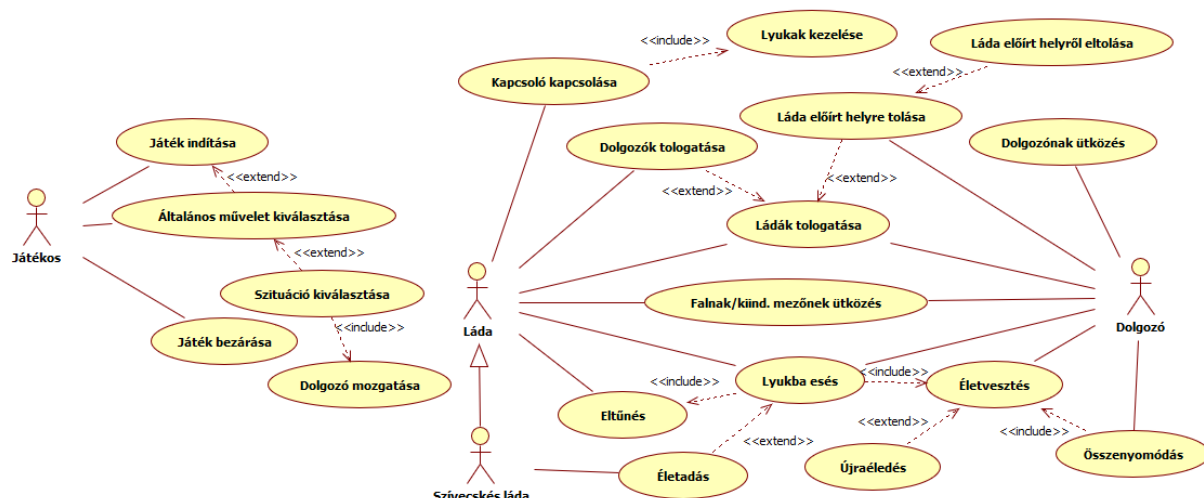 Lyukak kezelése
Láda előírt helyről eltolása
<<include>>
Kapcsoló kapcsolása
<<extend>>
Láda előírt helyre tolása
Játék indítása
Dolgozók tologatása
Dolgozónak ütközés
<<extend>>
<<extend>>
<<extend>>
Általános művelet kiválasztása
Ládák tologatása
Játékos
<<extend>>
Szituáció kiválasztása
Falnak/kiind. mezőnek ütközés
<<include>>
Láda
Dolgozó
Játék bezárása
Dolgozó mozgatása
Lyukba esés
<<include>>
Életvesztés
<<include>>
Eltűnés
<<extend>>
<<extend>>
<<include>>
Életadás
Újraéledés
Összenyomódás
Szívecskés láda